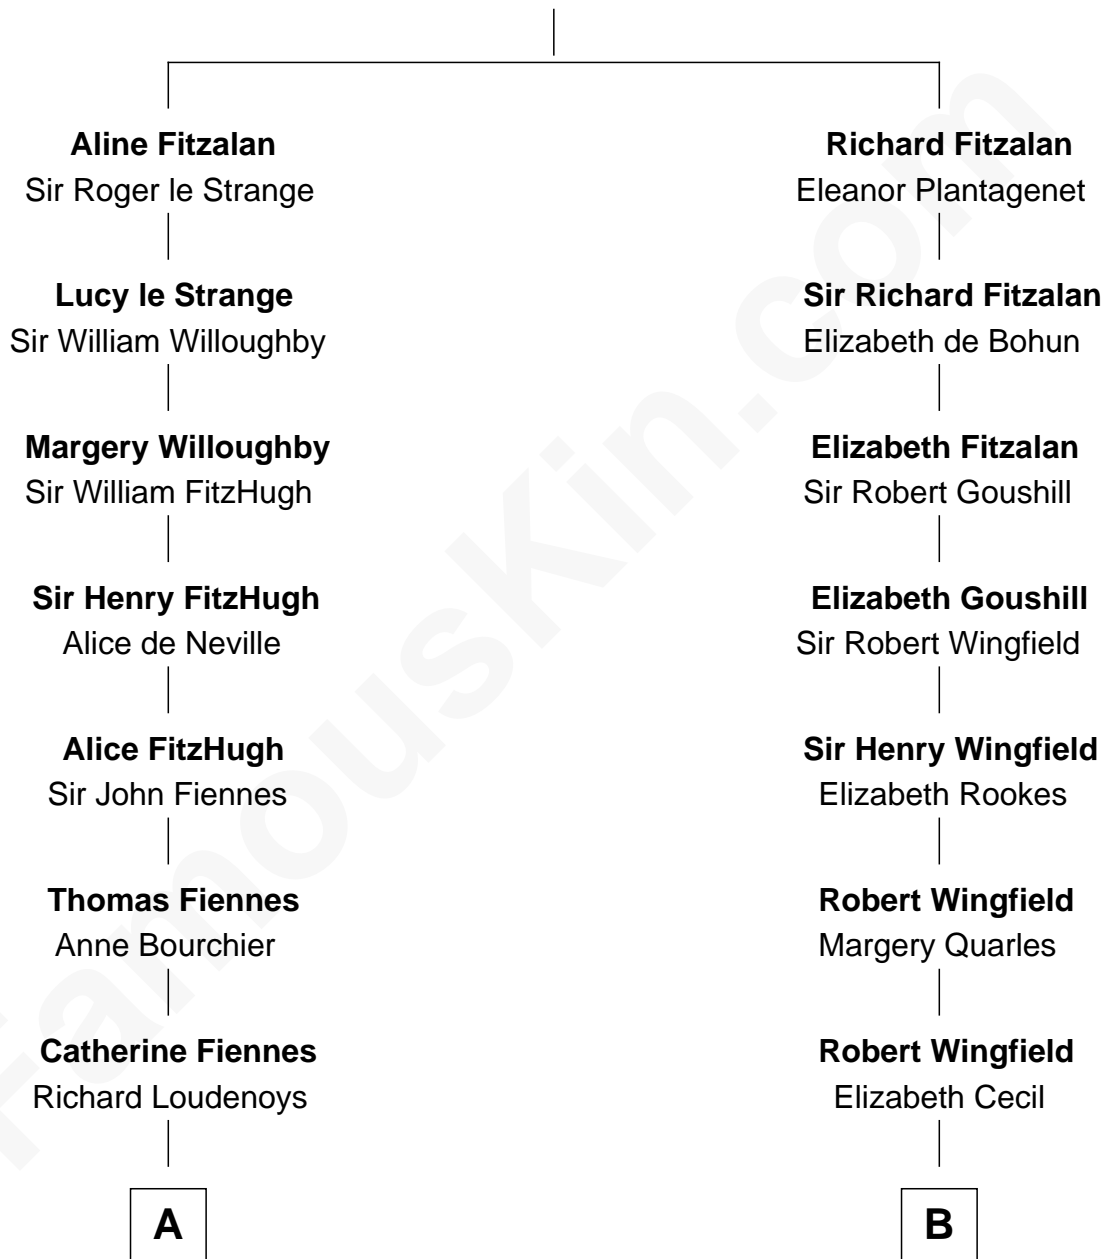 Aline Fitzalan
Sir Roger le Strange
Lucy le Strange
Sir William Willoughby
Margery Willoughby
Sir William FitzHugh
Sir Henry FitzHugh
Alice de Neville
Alice FitzHugh
Sir John Fiennes
Thomas Fiennes
Anne Bourchier
Catherine Fiennes
Richard Loudenoys
A
Richard Fitzalan
Eleanor Plantagenet
Sir Richard Fitzalan
Elizabeth de Bohun
Elizabeth Fitzalan
Sir Robert Goushill
Elizabeth Goushill
Sir Robert Wingfield
Sir Henry Wingfield
Elizabeth Rookes
Robert Wingfield
Margery Quarles
Robert Wingfield
Elizabeth Cecil
B
FamousKin.com